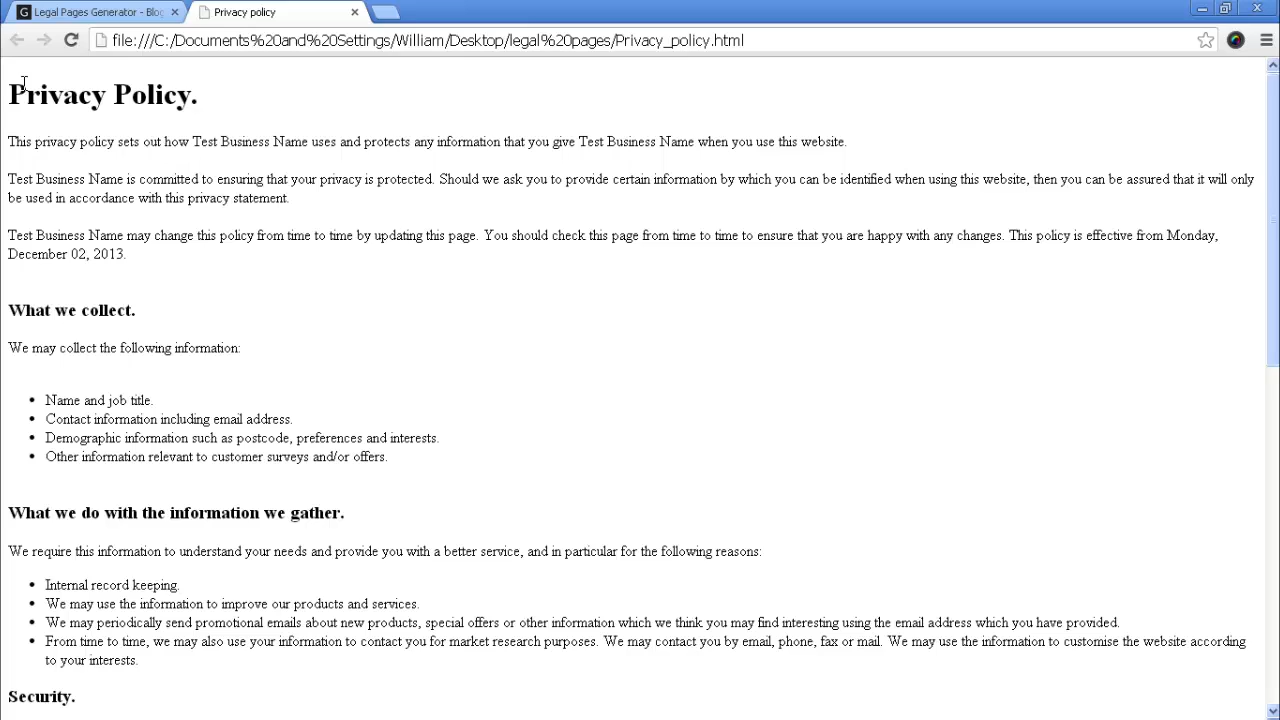 Legal Pages Generator - Blog
Privacy policy
file:///C:/Documents%20and%20Settings/William/Desktop/legal%20pages/Privacy_policy.html
Privacy Policy.
This privacy policy sets out how Test Business Name uses and protects any information that you give Test Business Name when you use this website.
Test Business Name is committed to ensuring that your privacy is protected. Should we ask you to provide certain information by which you can be identified when using this website, then you can be assured that it will only
be used in accordance with this privacy statement.
Test Business Name may change this policy from time to time by updating this page. You should check this page from time to time to ensure that you are happy with any changes. This policy is effective from Monday,
December 02, 2013.
What we collect.
We may collect the following information:
• Name and job title.
• Contact information including email address.
• Demographic information such as postcode, preferences and interests.
• Other information relevant to customer surveys and/or offers.
What we do with the information we gather.
We require this information to understand your needs and provide you with a better service, and in particular for the following reasons:
• Internal record keeping.
• We may use the information to improve our products and services.
• We may periodically send promotional emails about new products, special offers or other information which we think you may find interesting using the email address which you have provided.
• From time to time, we may also use your information to contact you for market research purposes. We may contact you by email, phone, fax or mail. We may use the information to customise the website according
to your interests.
Security.